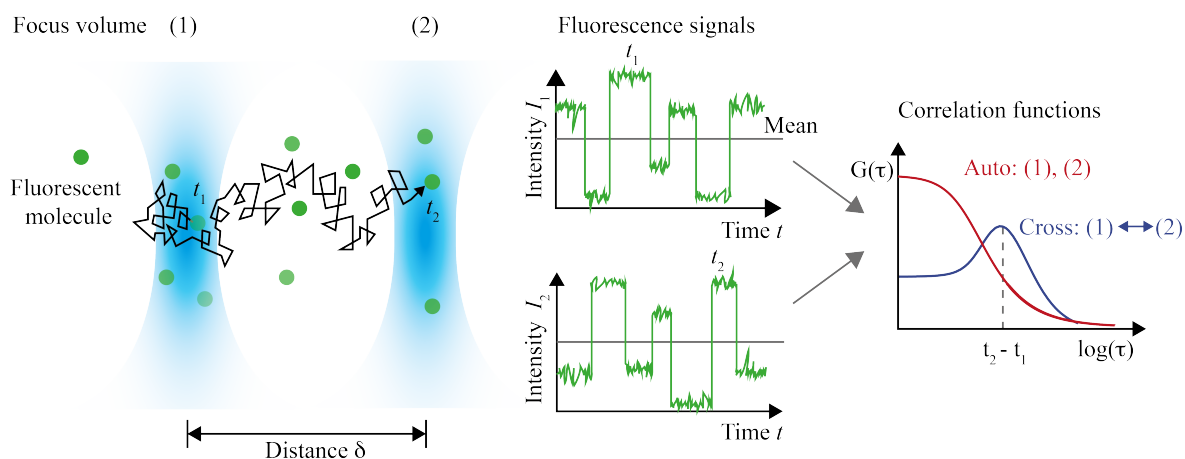 Focus volume (1) (2)
Fluorescent
molecule
t₁
t₂
Distance δ
Fluorescence signals
t₁
Intensity I₁
Mean
Time t
t₂
Intensity I₂
Time t
Correlation functions
G(τ)
Auto: (1), (2)
Cross: (1) ↔ (2)
t₂ - t₁
log(τ)